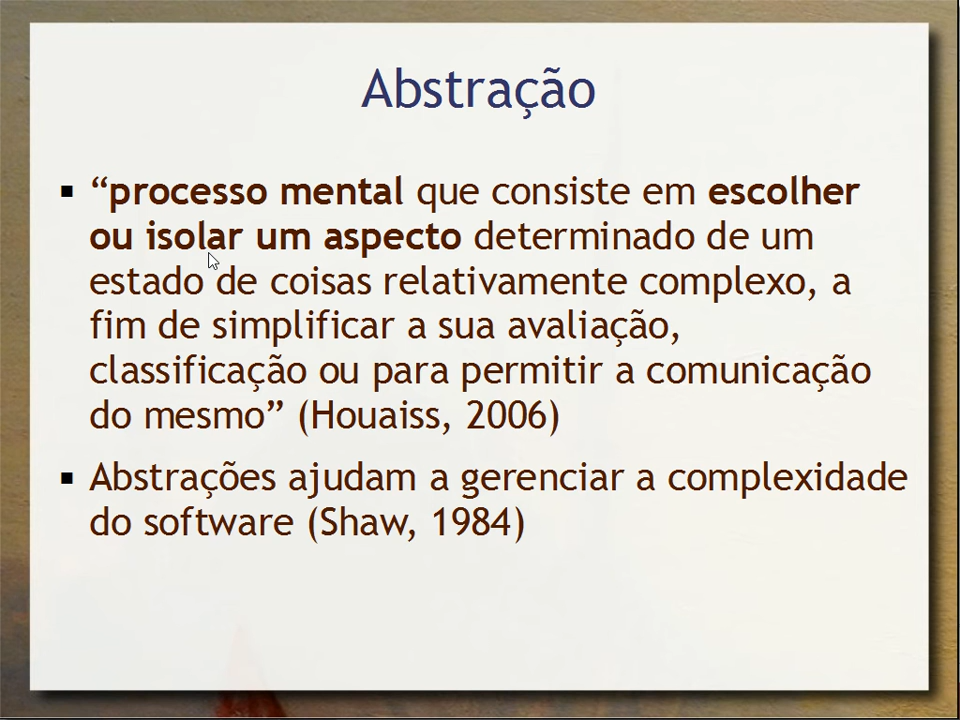 Abstração
▪ “processo mental que consiste em escolher
ou isolar um aspecto determinado de um
estado de coisas relativamente complexo, a
fim de simplificar a sua avaliação,
classificação ou para permitir a comunicação
do mesmo” (Houaiss, 2006)
▪ Abstrações ajudam a gerenciar a complexidade
do software (Shaw, 1984)